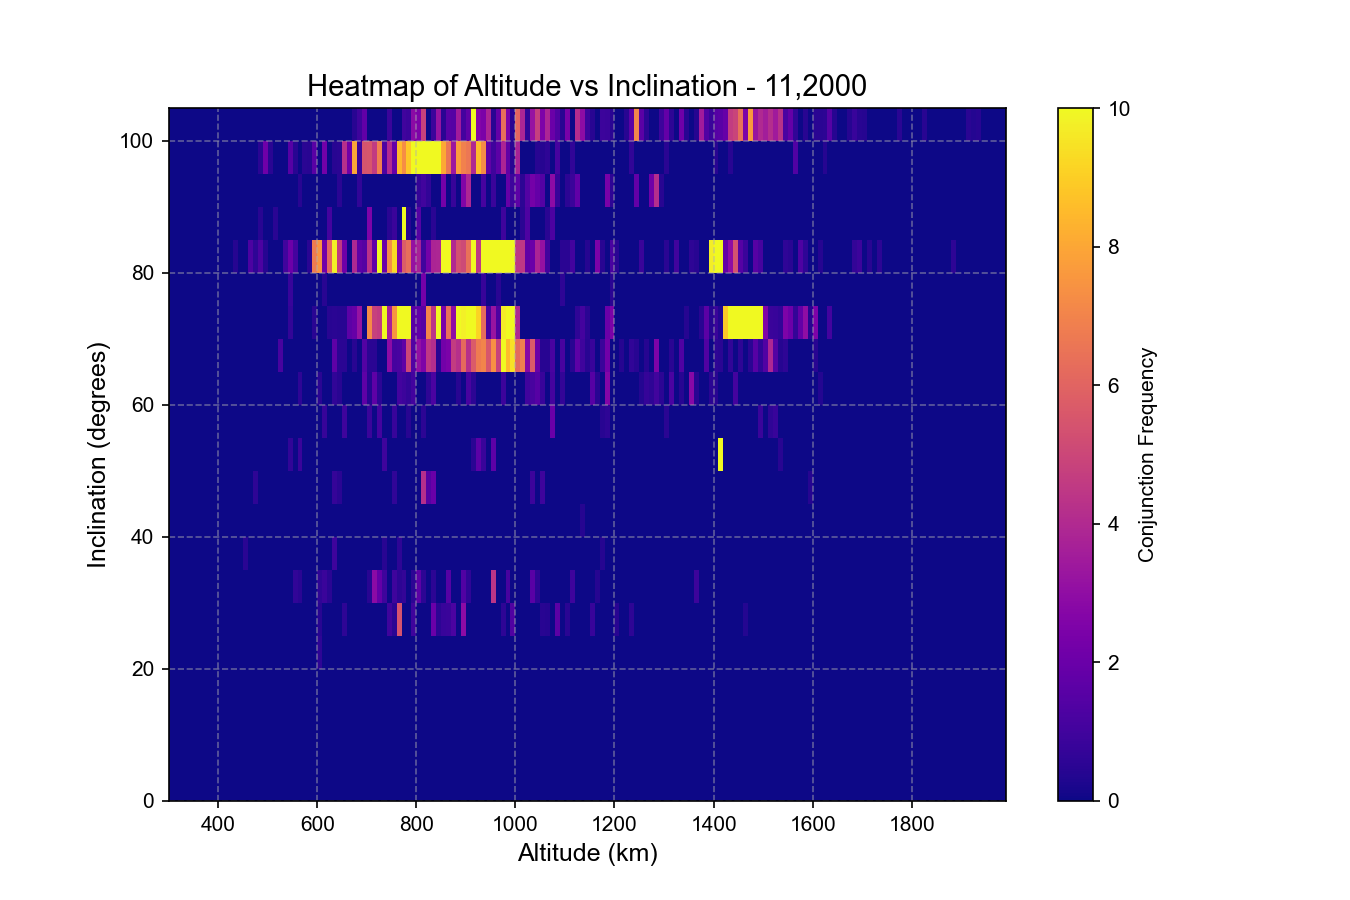 Heatmap of Altitude vs Inclination - 11,2000
100
80
60
40
20
0
Inclination (degrees)
400 600 800 1000 1200 1400 1600 1800
Altitude (km)
10
8
6
4
2
0
Conjunction Frequency